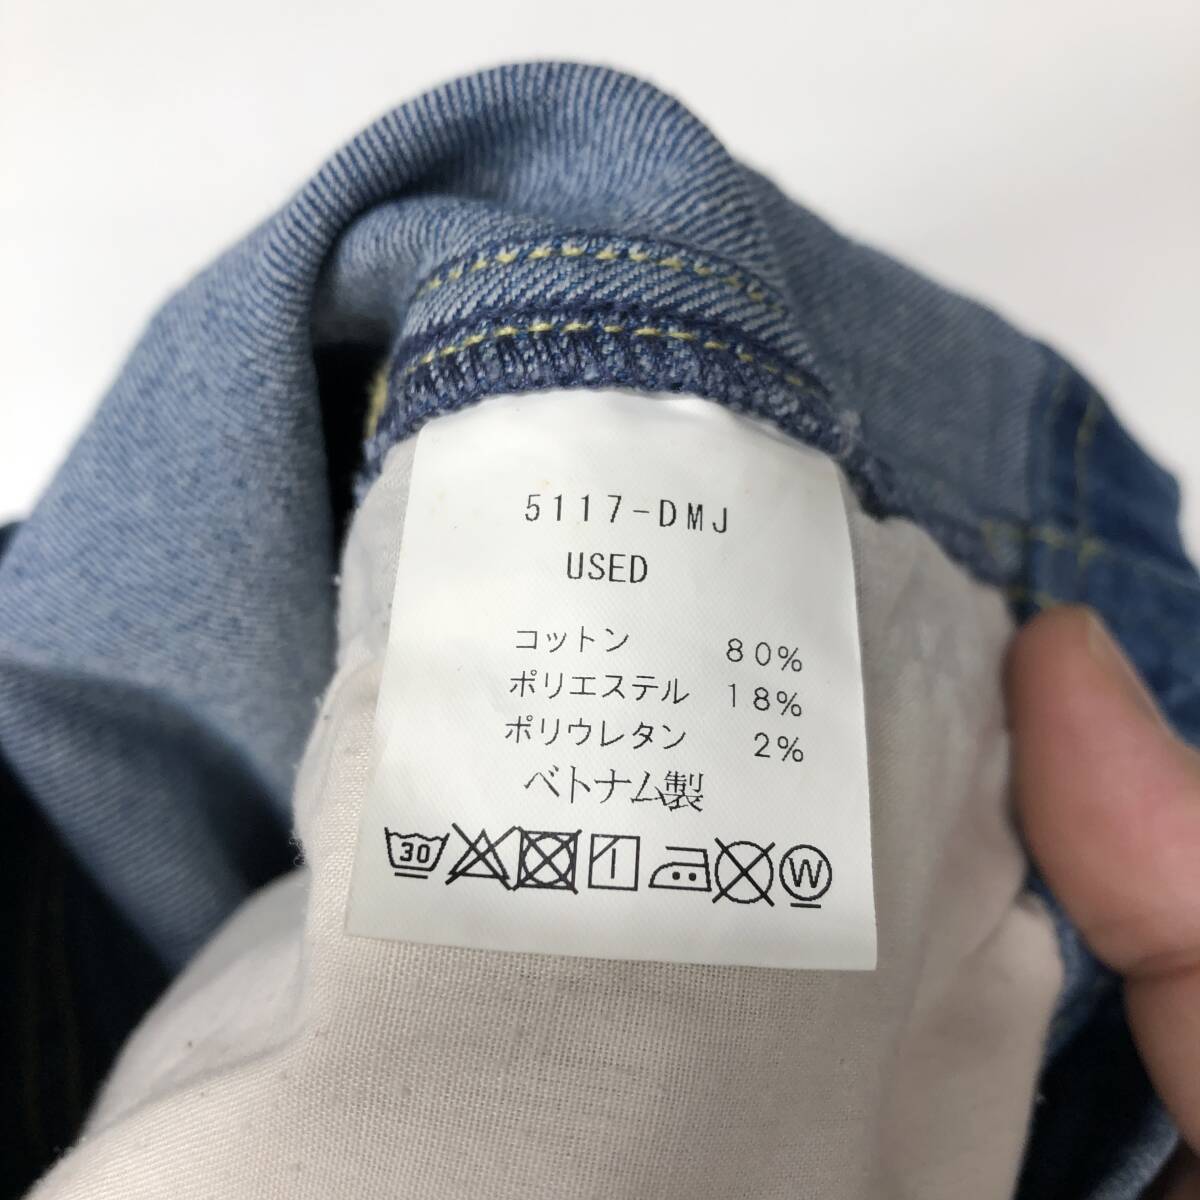 5117-DMJ
USED
コットン 80%
ポリエステル 18%
ポリウレタン 2%
ベトナム製
30 W